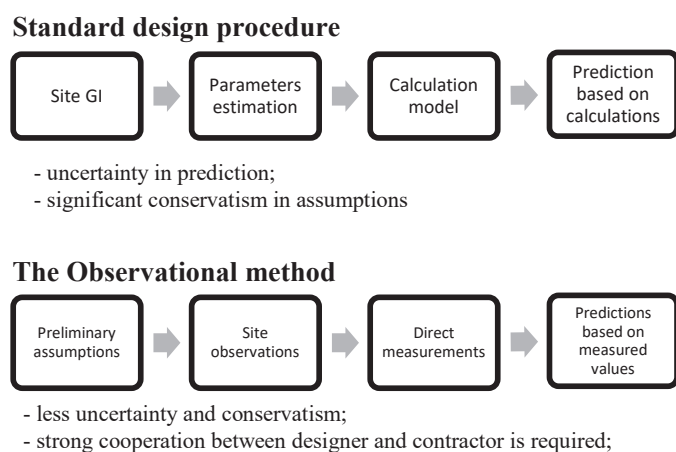 Standard design procedure
Site GI
Parameters
estimation
Calculation
model
Prediction
based on
calculations
- uncertainty in prediction;
- significant conservatism in assumptions
The Observational method
Preliminary
assumptions
Site
observations
Direct
measurements
Predictions
based on
measured
values
- less uncertainty and conservatism;
- strong cooperation between designer and contractor is required;